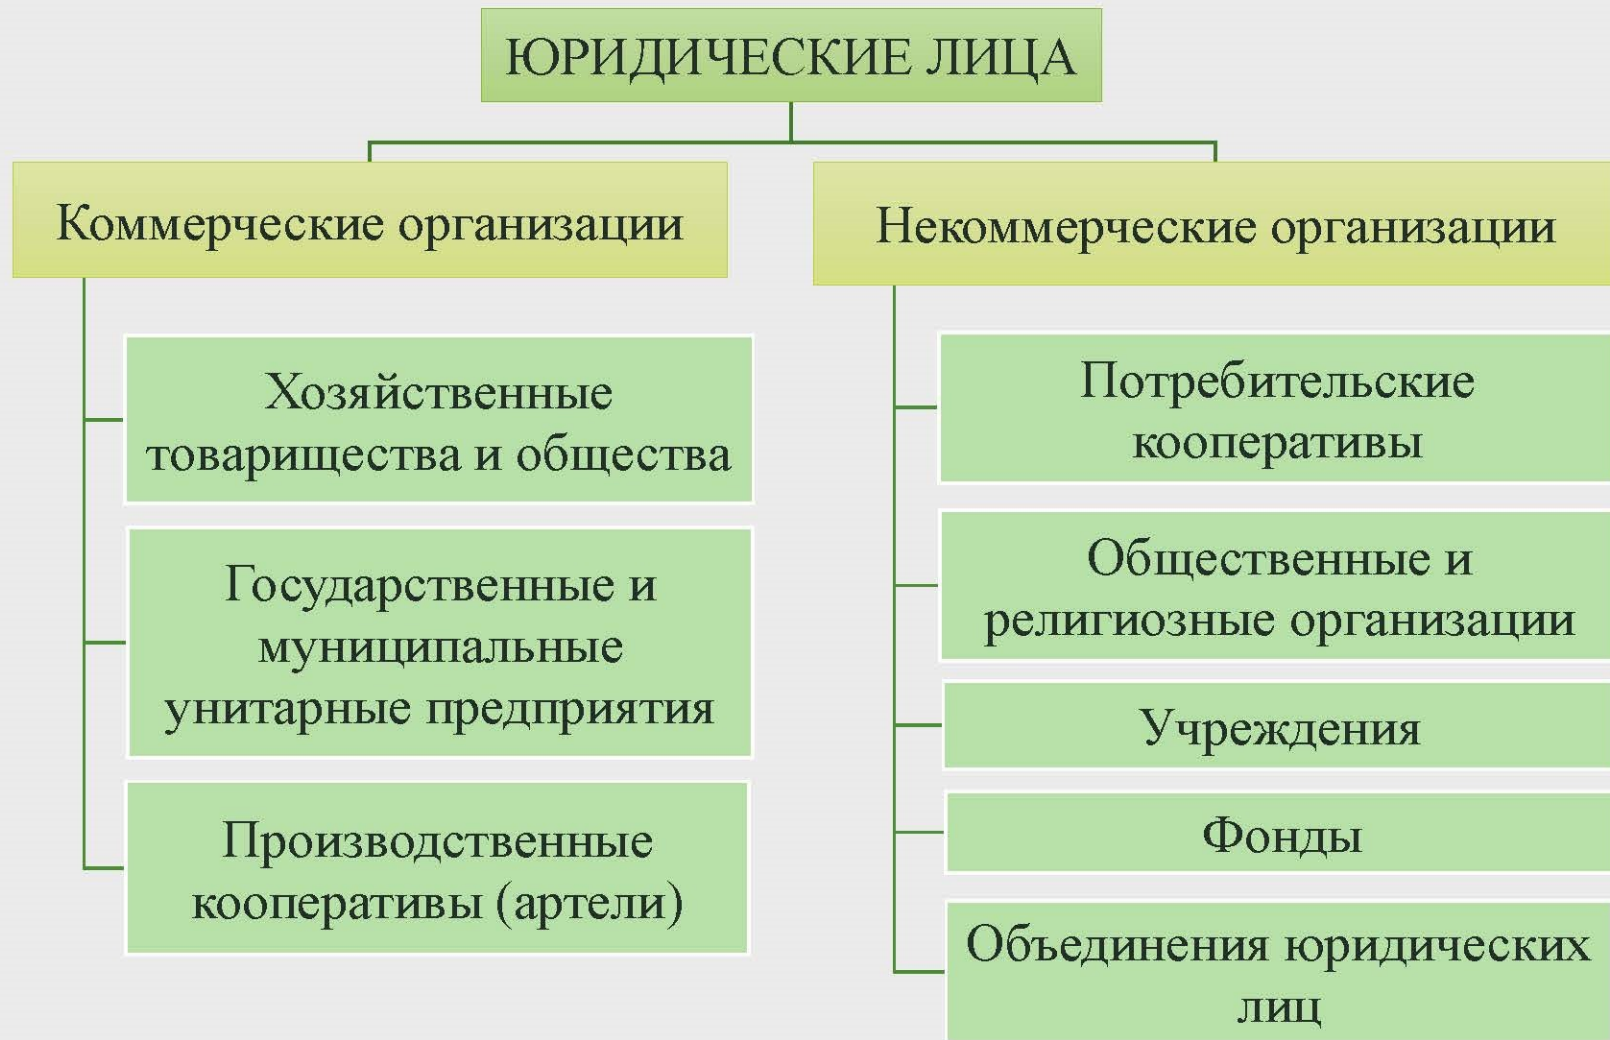 ЮРИДИЧЕСКИЕ ЛИЦА
Коммерческие организации
Хозяйственные
товарищества и общества
Государственные и
муниципальные
унитарные предприятия
Производственные
кооперативы (артели)
Некоммерческие организации
Потребительские
кооперативы
Общественные и
религиозные организации
Учреждения
Фонды
Объединения юридических
лиц